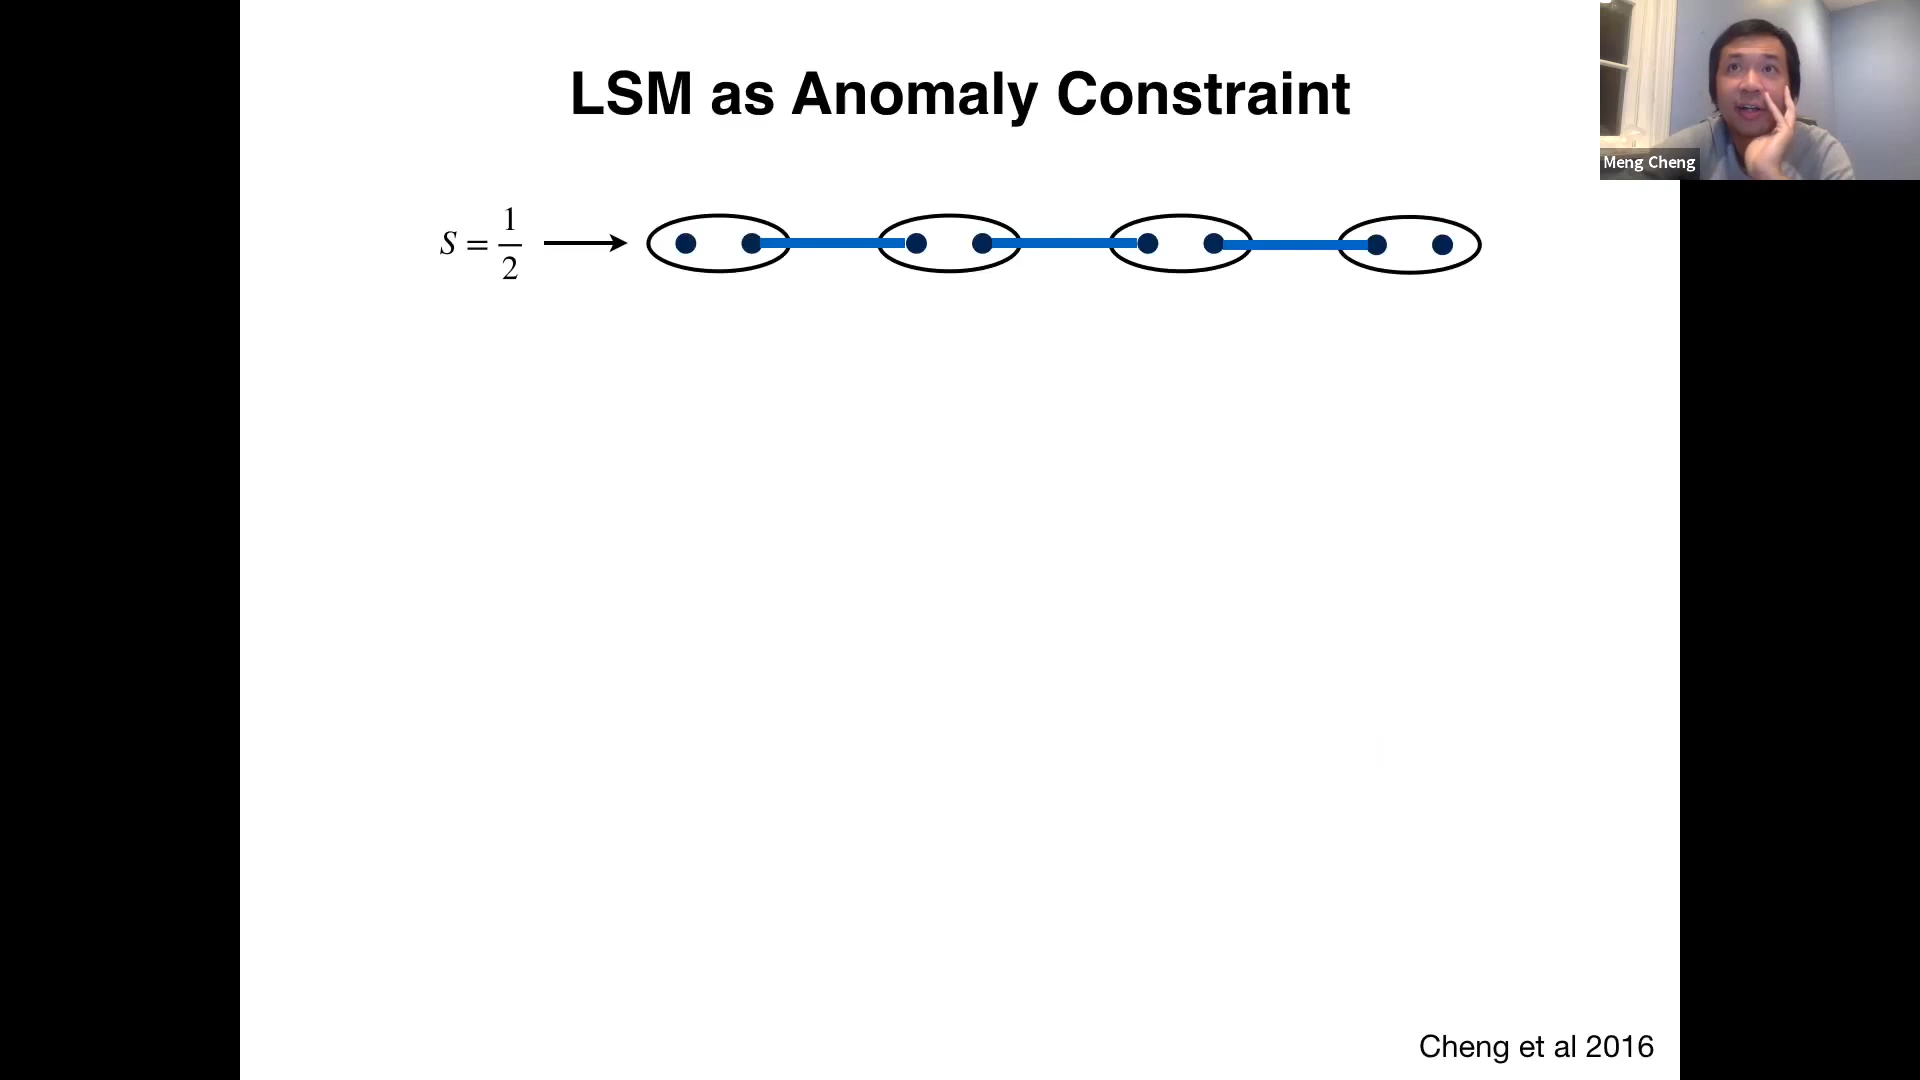 LSM as Anomaly Constraint
Meng Cheng
S = 1/2
Cheng et al 2016